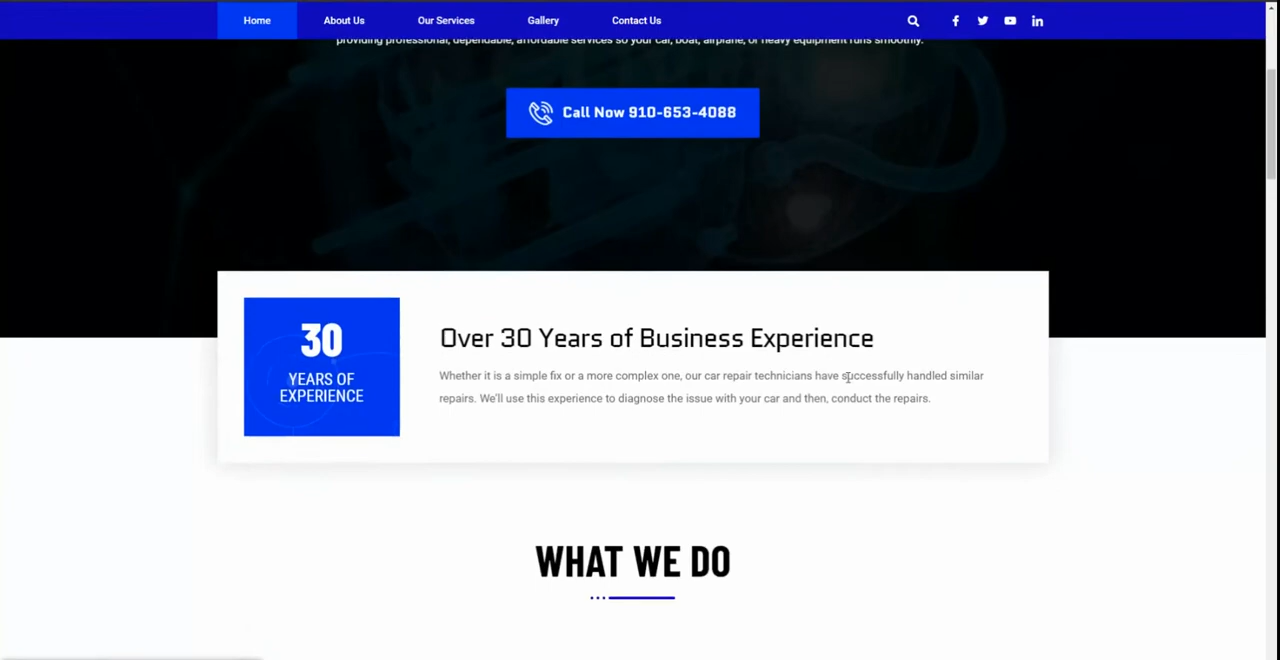 Home About Us Our Services Gallery Contact Us
providing professional, dependable, affordable services so your car, boat, airplane, or heavy equipment runs smoothly.
Call Now 910-653-4088
30
YEARS OF
EXPERIENCE
Over 30 Years of Business Experience
Whether it is a simple fix or a more complex one, our car repair technicians have successfully handled similar
repairs. We'll use this experience to diagnose the issue with your car and then, conduct the repairs.
WHAT WE DO